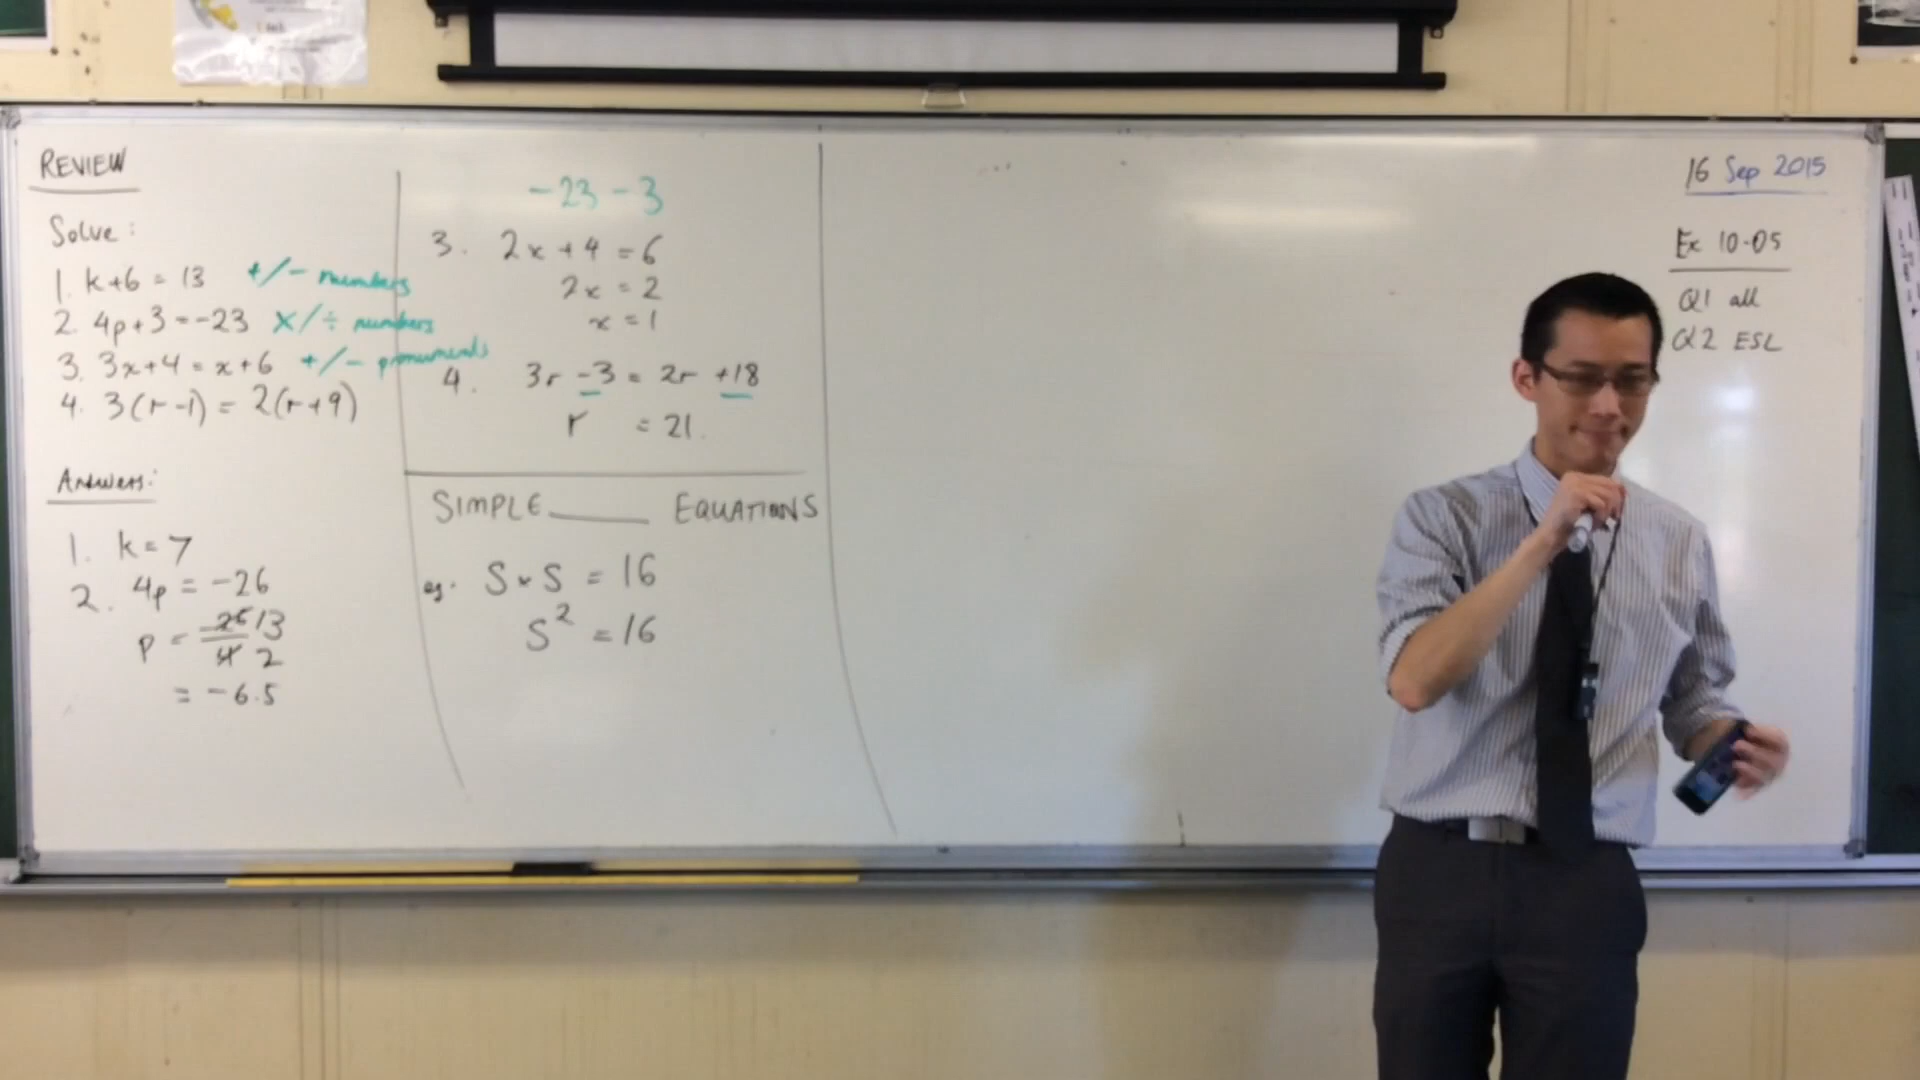 REVIEW
Solve:
1. k+6 = 13 +/- numbers
2. 4p+3 = -23 ×/÷ numbers
3. 3x+4 = x+6 +/- pronumerals
4. 3(r-1) = 2(r+9)
Answers:
1. k = 7
2. 4p = -26
p = -26 13
4 2
= -6.5
-23 - 3
3. 2x + 4 = 6
2x = 2
x = 1
4. 3r -3 = 2r +18
r = 21.
SIMPLE ______ EQUATIONS
eg. S × S = 16
S² = 16
16 Sep 2015
Ex 10-05
Q1 all
Q2 ESL